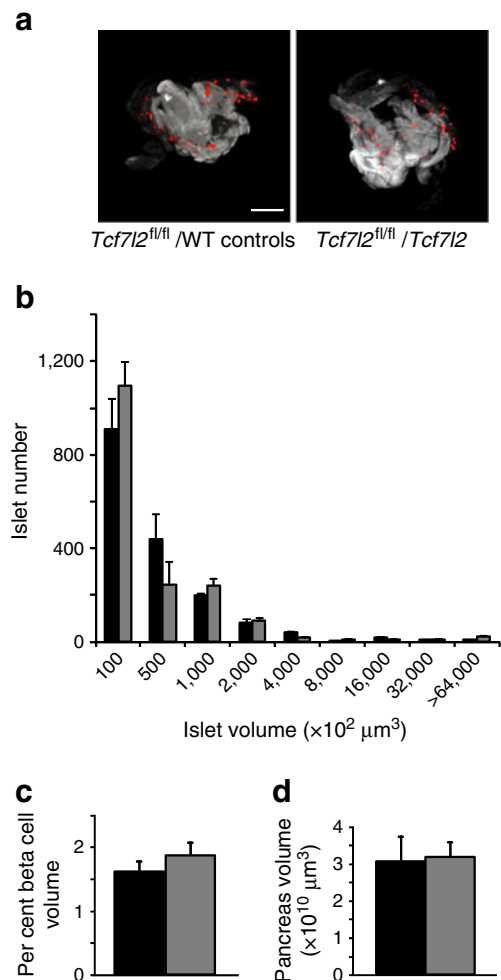 a
Tcf7l2fl/fl /WT controls
Tcf7l2fl/fl /Tcf7l2
b
Islet number
1,200
800
400
0
100
500
1,000
2,000
4,000
8,000
16,000
32,000
>64,000
Islet volume (×10² μm³)
c
Per cent beta cell
volume
2
1
0
d
Pancreas volume
(×10¹⁰ μm³)
4
3
2
1
0